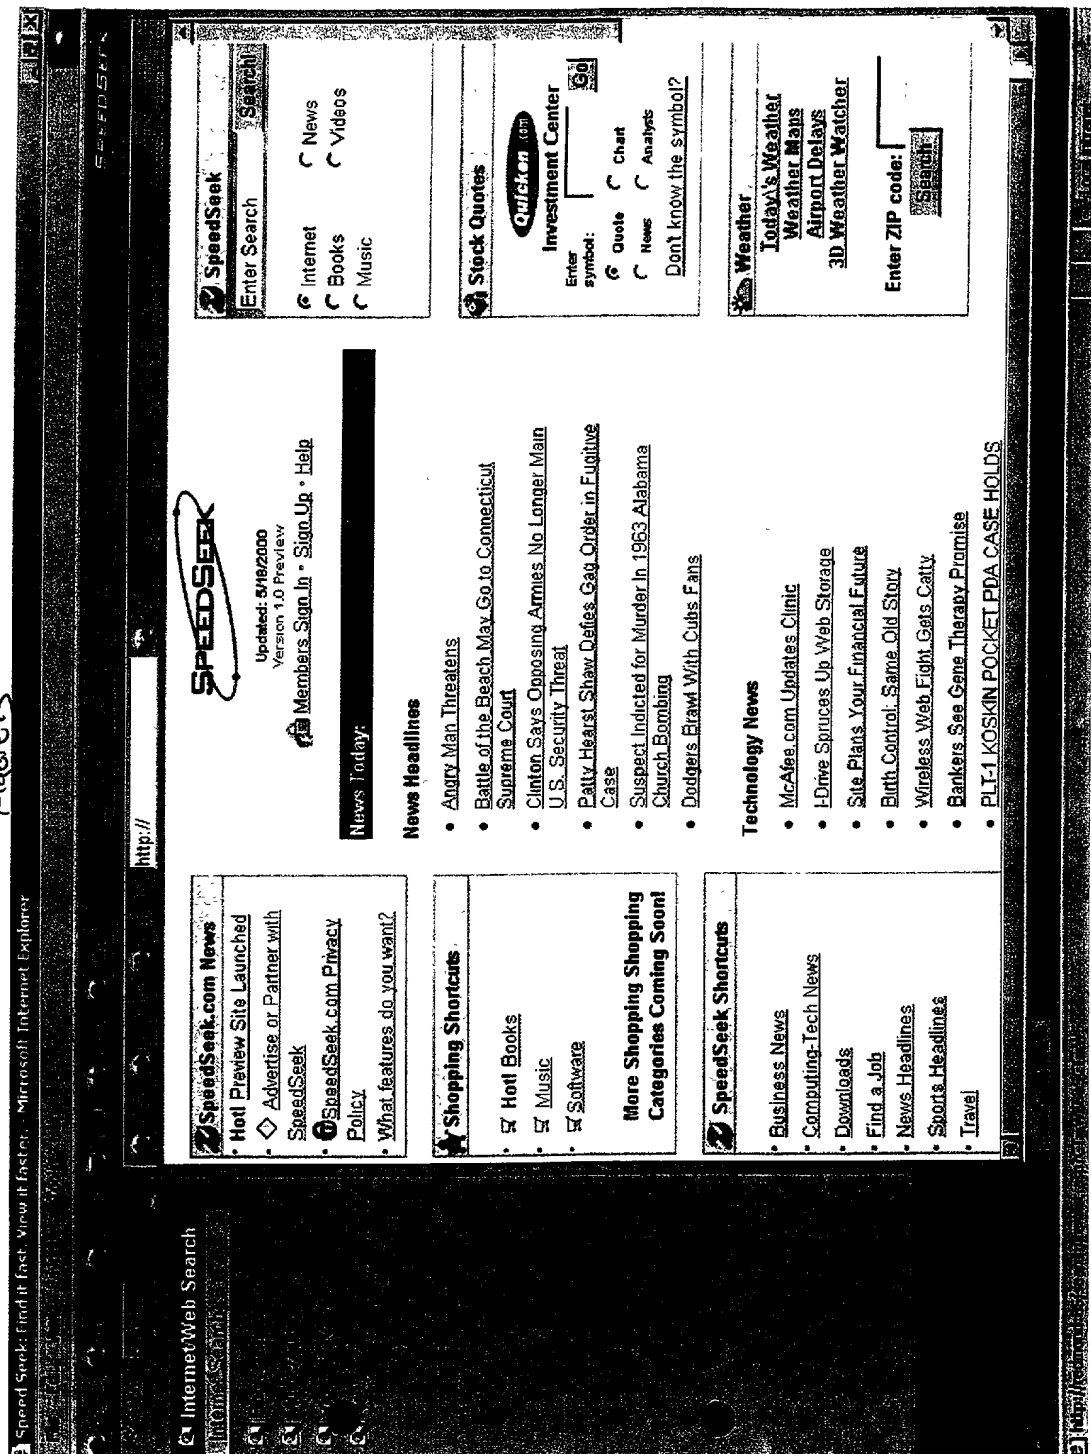 Speed Seek: Find it fast. View it faster. Microsoft Internet Explorer
SPEEDSEEK
http://
Internet/Web Search
SpeedSeek.com News
• Hot! Preview Site Launched
• Advertise or Partner with
SpeedSeek
• SpeedSeek.com Privacy
Policy
• What features do you want?
Shopping Shortcuts
• Hot! Books
• Music
• Software
More Shopping Shopping
Categories Coming Soon!
SpeedSeek Shortcuts
• Business News
• Computing-Tech News
• Downloads
• Find a Job
• News Headlines
• Sports Headlines
• Travel
SPEEDSEEK
Updated: 5/18/2000
Version 1.0 Preview
Members Sign In • Sign Up • Help
News Today:
News Headlines
• Angry Man Threatens
• Battle of the Beach May Go to Connecticut
Supreme Court
• Clinton Says Opposing Armies No Longer Main
U.S. Security Threat
• Patty Hearst Shaw Defies Gag Order in Fugitive
Case
• Suspect Indicted for Murder In 1963 Alabama
Church Bombing
• Dodgers Brawl With Cubs Fans
Technology News
• McAfee.com Updates Clinic
• I-Drive Spruces Up Web Storage
• Site Plans Your Financial Future
• Birth Control: Same Old Story
• Wireless Web Fight Gets Catty
• Bankers See Gene Therapy Promise
• PLT-1 KOSKIN POCKET PDA CASE HOLDS
SpeedSeek
Enter Search Search!
Internet News
Books Videos
Music
Stock Quotes
Quicken.com
Investment Center
Enter
symbol: Go
Quote Chart
News Analysts
Don't know the symbol?
Weather
Today\'s Weather
Weather Maps
Airport Delays
3D Weather Watcher
Enter ZIP code:
Search